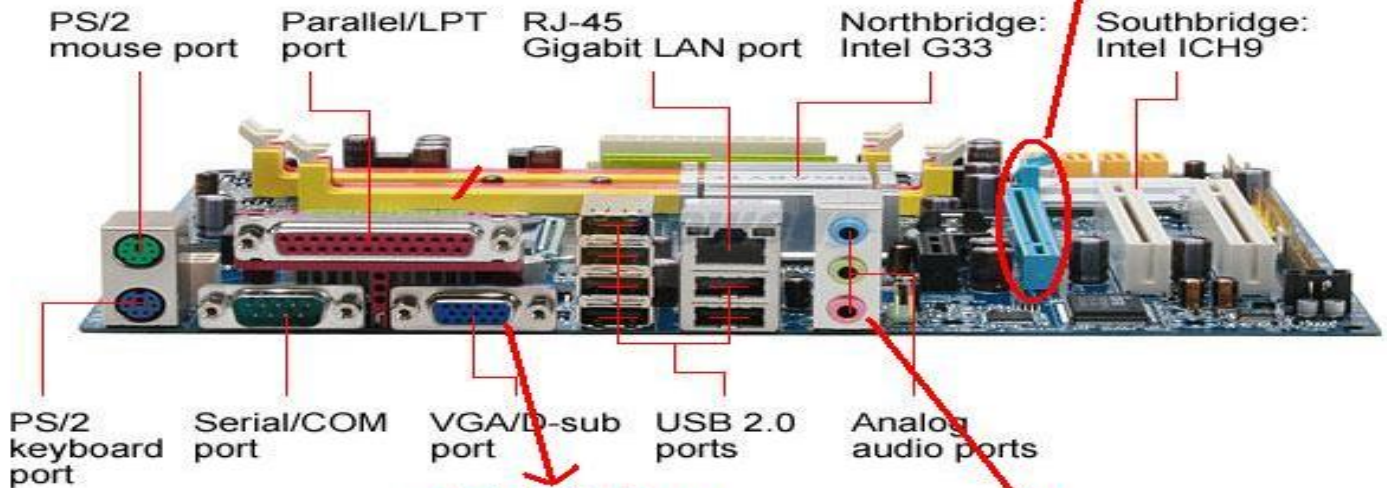 PS/2
mouse port
Parallel/LPT
port
RJ-45
Gigabit LAN port
Northbridge:
Intel G33
Southbridge:
Intel ICH9
PS/2
keyboard
port
Serial/COM
port
VGA/D-sub
port
USB 2.0
ports
Analog
audio ports